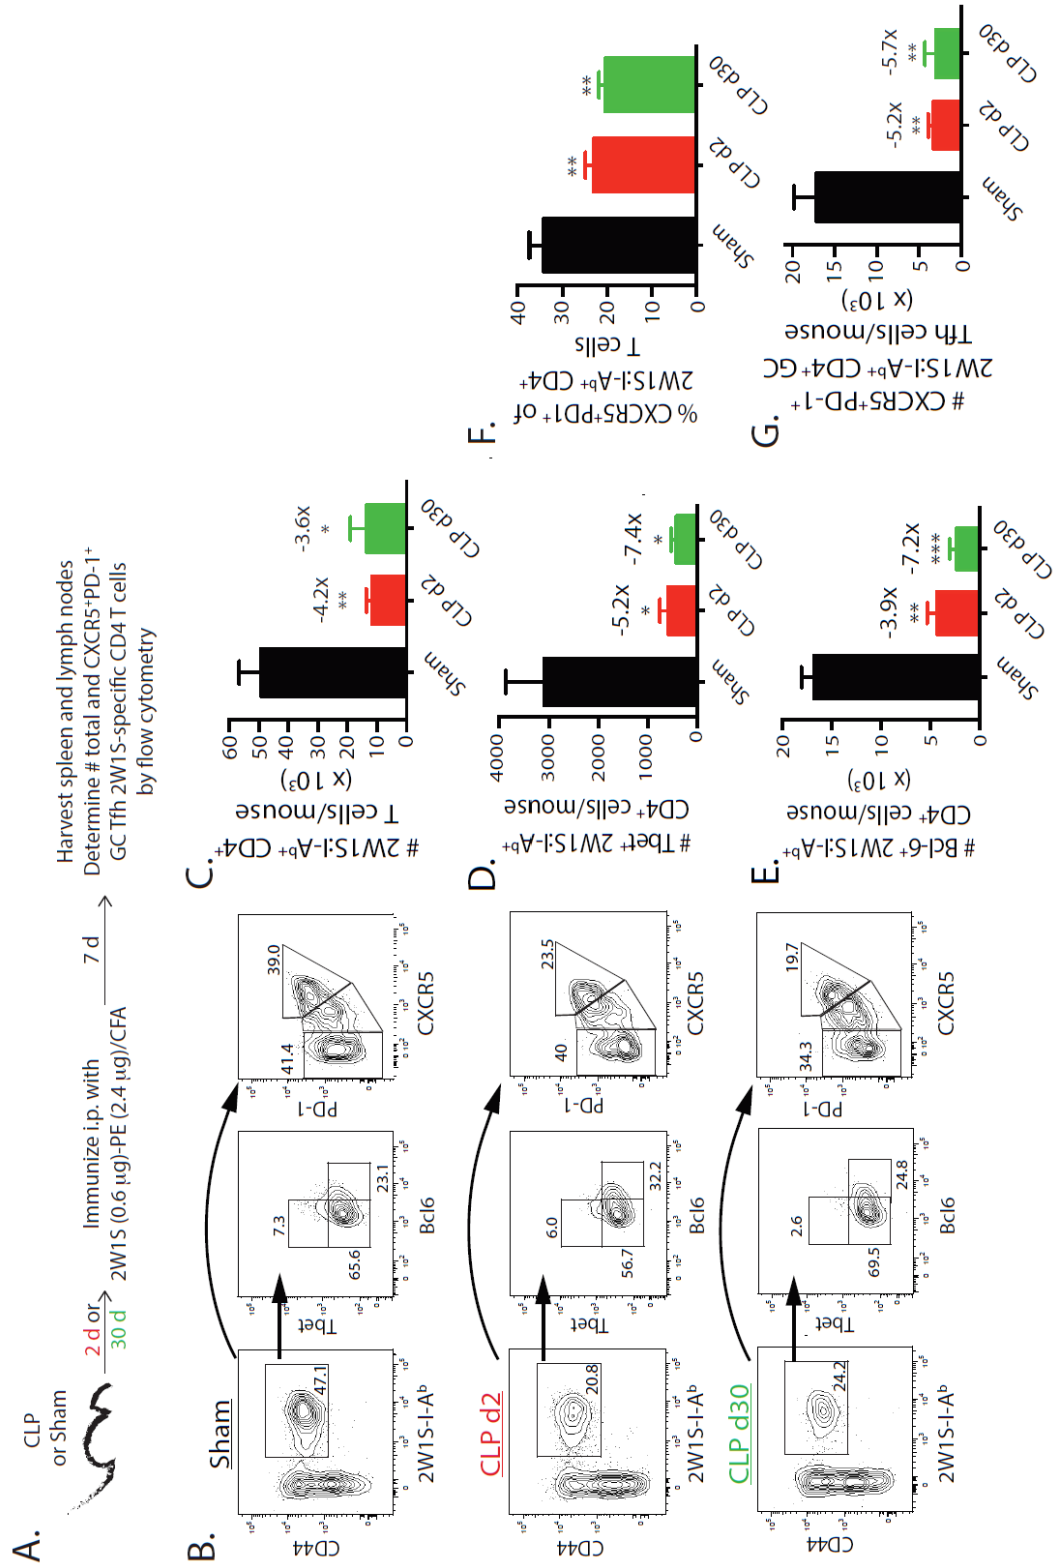 A.
CLP
or Sham
2 d or
30 d
Immunize i.p. with
2W1S (0.6 µg)-PE (2.4 µg)/CFA
7 d
Harvest spleen and lymph nodes
Determine # total and CXCR5⁺PD-1⁺
GC Tfh 2W1S-specific CD4 T cells
by flow cytometry
B.
Sham
47.1
CD44
2W1S-I-Aᵇ
7.3
65.6
23.1
Tbet
Bcl6
41.4
39.0
PD-1
CXCR5
CLP d2
20.8
CD44
2W1S-I-Aᵇ
6.0
56.7
32.2
Tbet
Bcl6
40
23.5
PD-1
CXCR5
CLP d30
24.2
CD44
2W1S-I-Aᵇ
2.6
69.5
24.8
Tbet
Bcl6
34.3
19.7
PD-1
CXCR5
C.
# 2W1S:I-Aᵇ⁺ CD4⁺
T cells/mouse
(x 10³)
60
50
40
30
20
10
0
-4.2x
**
-3.6x
*
Sham
CLP d2
CLP d30
D.
# Tbet⁺ 2W1S:I-Aᵇ⁺
CD4⁺ cells/mouse
4000
3000
2000
1000
0
-5.2x
*
-7.4x
*
Sham
CLP d2
CLP d30
E.
# Bcl-6⁺ 2W1S:I-Aᵇ⁺
CD4⁺ cells/mouse
(x 10³)
20
15
10
5
0
-3.9x
**
-7.2x
***
Sham
CLP d2
CLP d30
F.
% CXCR5⁺PD1⁺ of
2W1S:I-Aᵇ⁺ CD4⁺
T cells
40
30
20
10
0
**
**
Sham
CLP d2
CLP d30
G.
# CXCR5⁺PD-1⁺
2W1S:I-Aᵇ⁺ CD4⁺ GC
Tfh cells/mouse
(x 10³)
20
15
10
5
0
-5.2x
**
-5.7x
**
Sham
CLP d2
CLP d30